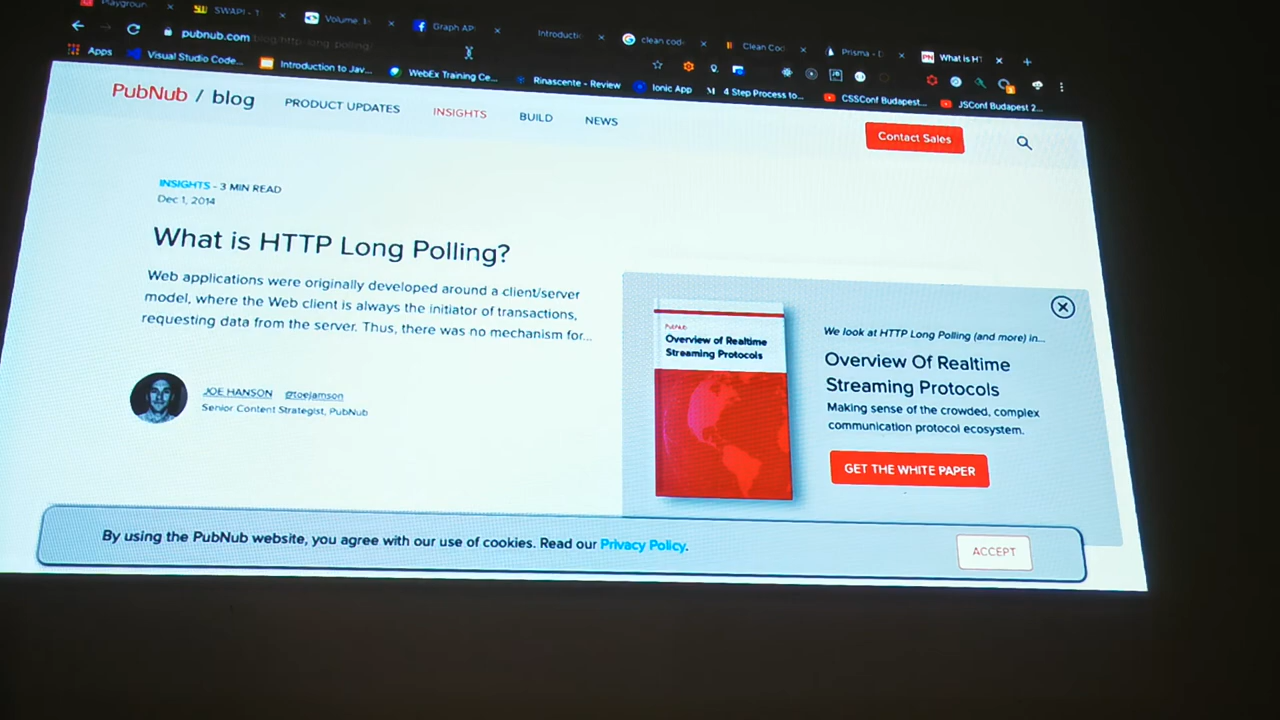 Playgroun
SWAPI - T
Graph API
Introducti
clean cod
Clean Cod
Prisma - D
What is HT
pubnub.com/blog/http-long-polling/
Apps
Visual Studio Code...
Introduction to Jav...
WebEx Training Ce...
Rinascente - Review
Ionic App
4 Step Process to...
CSSConf Budapest...
JSConf Budapest 2...
PubNub / blog
PRODUCT UPDATES
INSIGHTS
BUILD
NEWS
Contact Sales
INSIGHTS - 3 MIN READ
Dec 1, 2014
What is HTTP Long Polling?
Web applications were originally developed around a client/server
model, where the Web client is always the initiator of transactions,
requesting data from the server. Thus, there was no mechanism for...
JOE HANSON @toejamson
Senior Content Strategist, PubNub
PubNub
Overview of Realtime
Streaming Protocols
We look at HTTP Long Polling (and more) in...
Overview Of Realtime
Streaming Protocols
Making sense of the crowded, complex
communication protocol ecosystem.
GET THE WHITE PAPER
By using the PubNub website, you agree with our use of cookies. Read our Privacy Policy.
ACCEPT